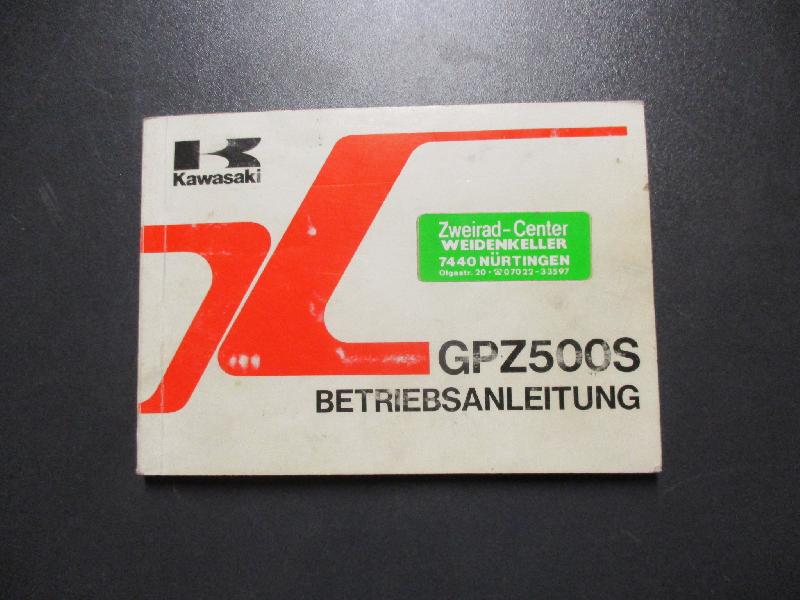 Kawasaki
Zweirad-Center
WEIDENKELLER
7440 NÜRTINGEN
Olgastr. 20 · ☎ 07022-33597
GPZ500S
BETRIEBSANLEITUNG